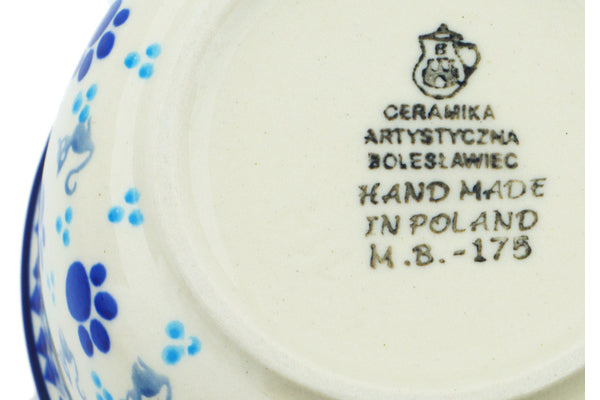 B
CERAMIKA
ARTYSTYCZNA
BOLESŁAWIEC
HAND MADE
IN POLAND
M.B.-175